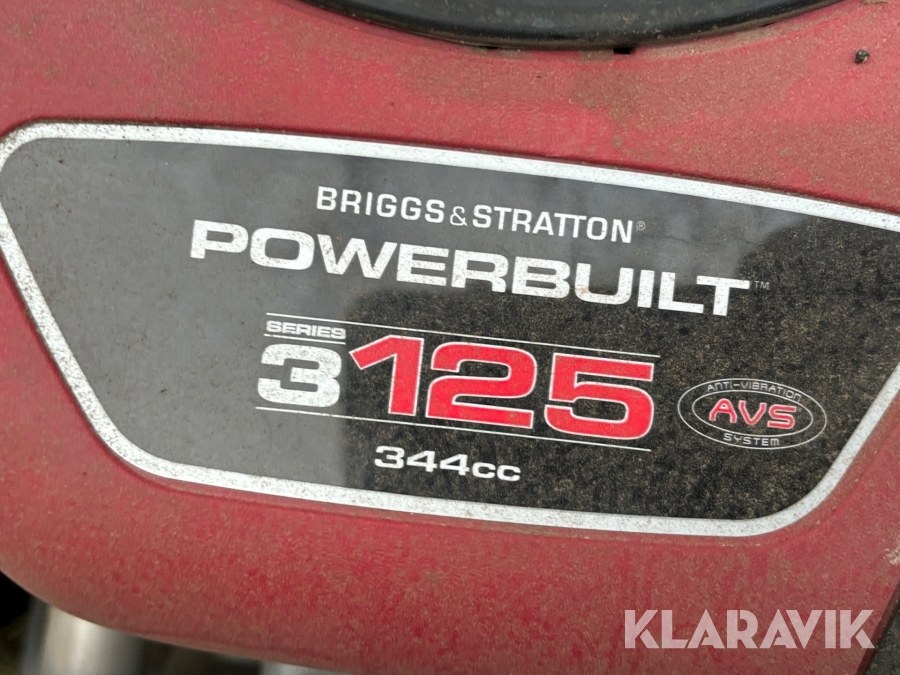 BRIGGS&STRATTON®
POWERBUILT™
SERIES
3125
344cc
ANTI-VIBRATION
AVS
SYSTEM
KLARAVIK